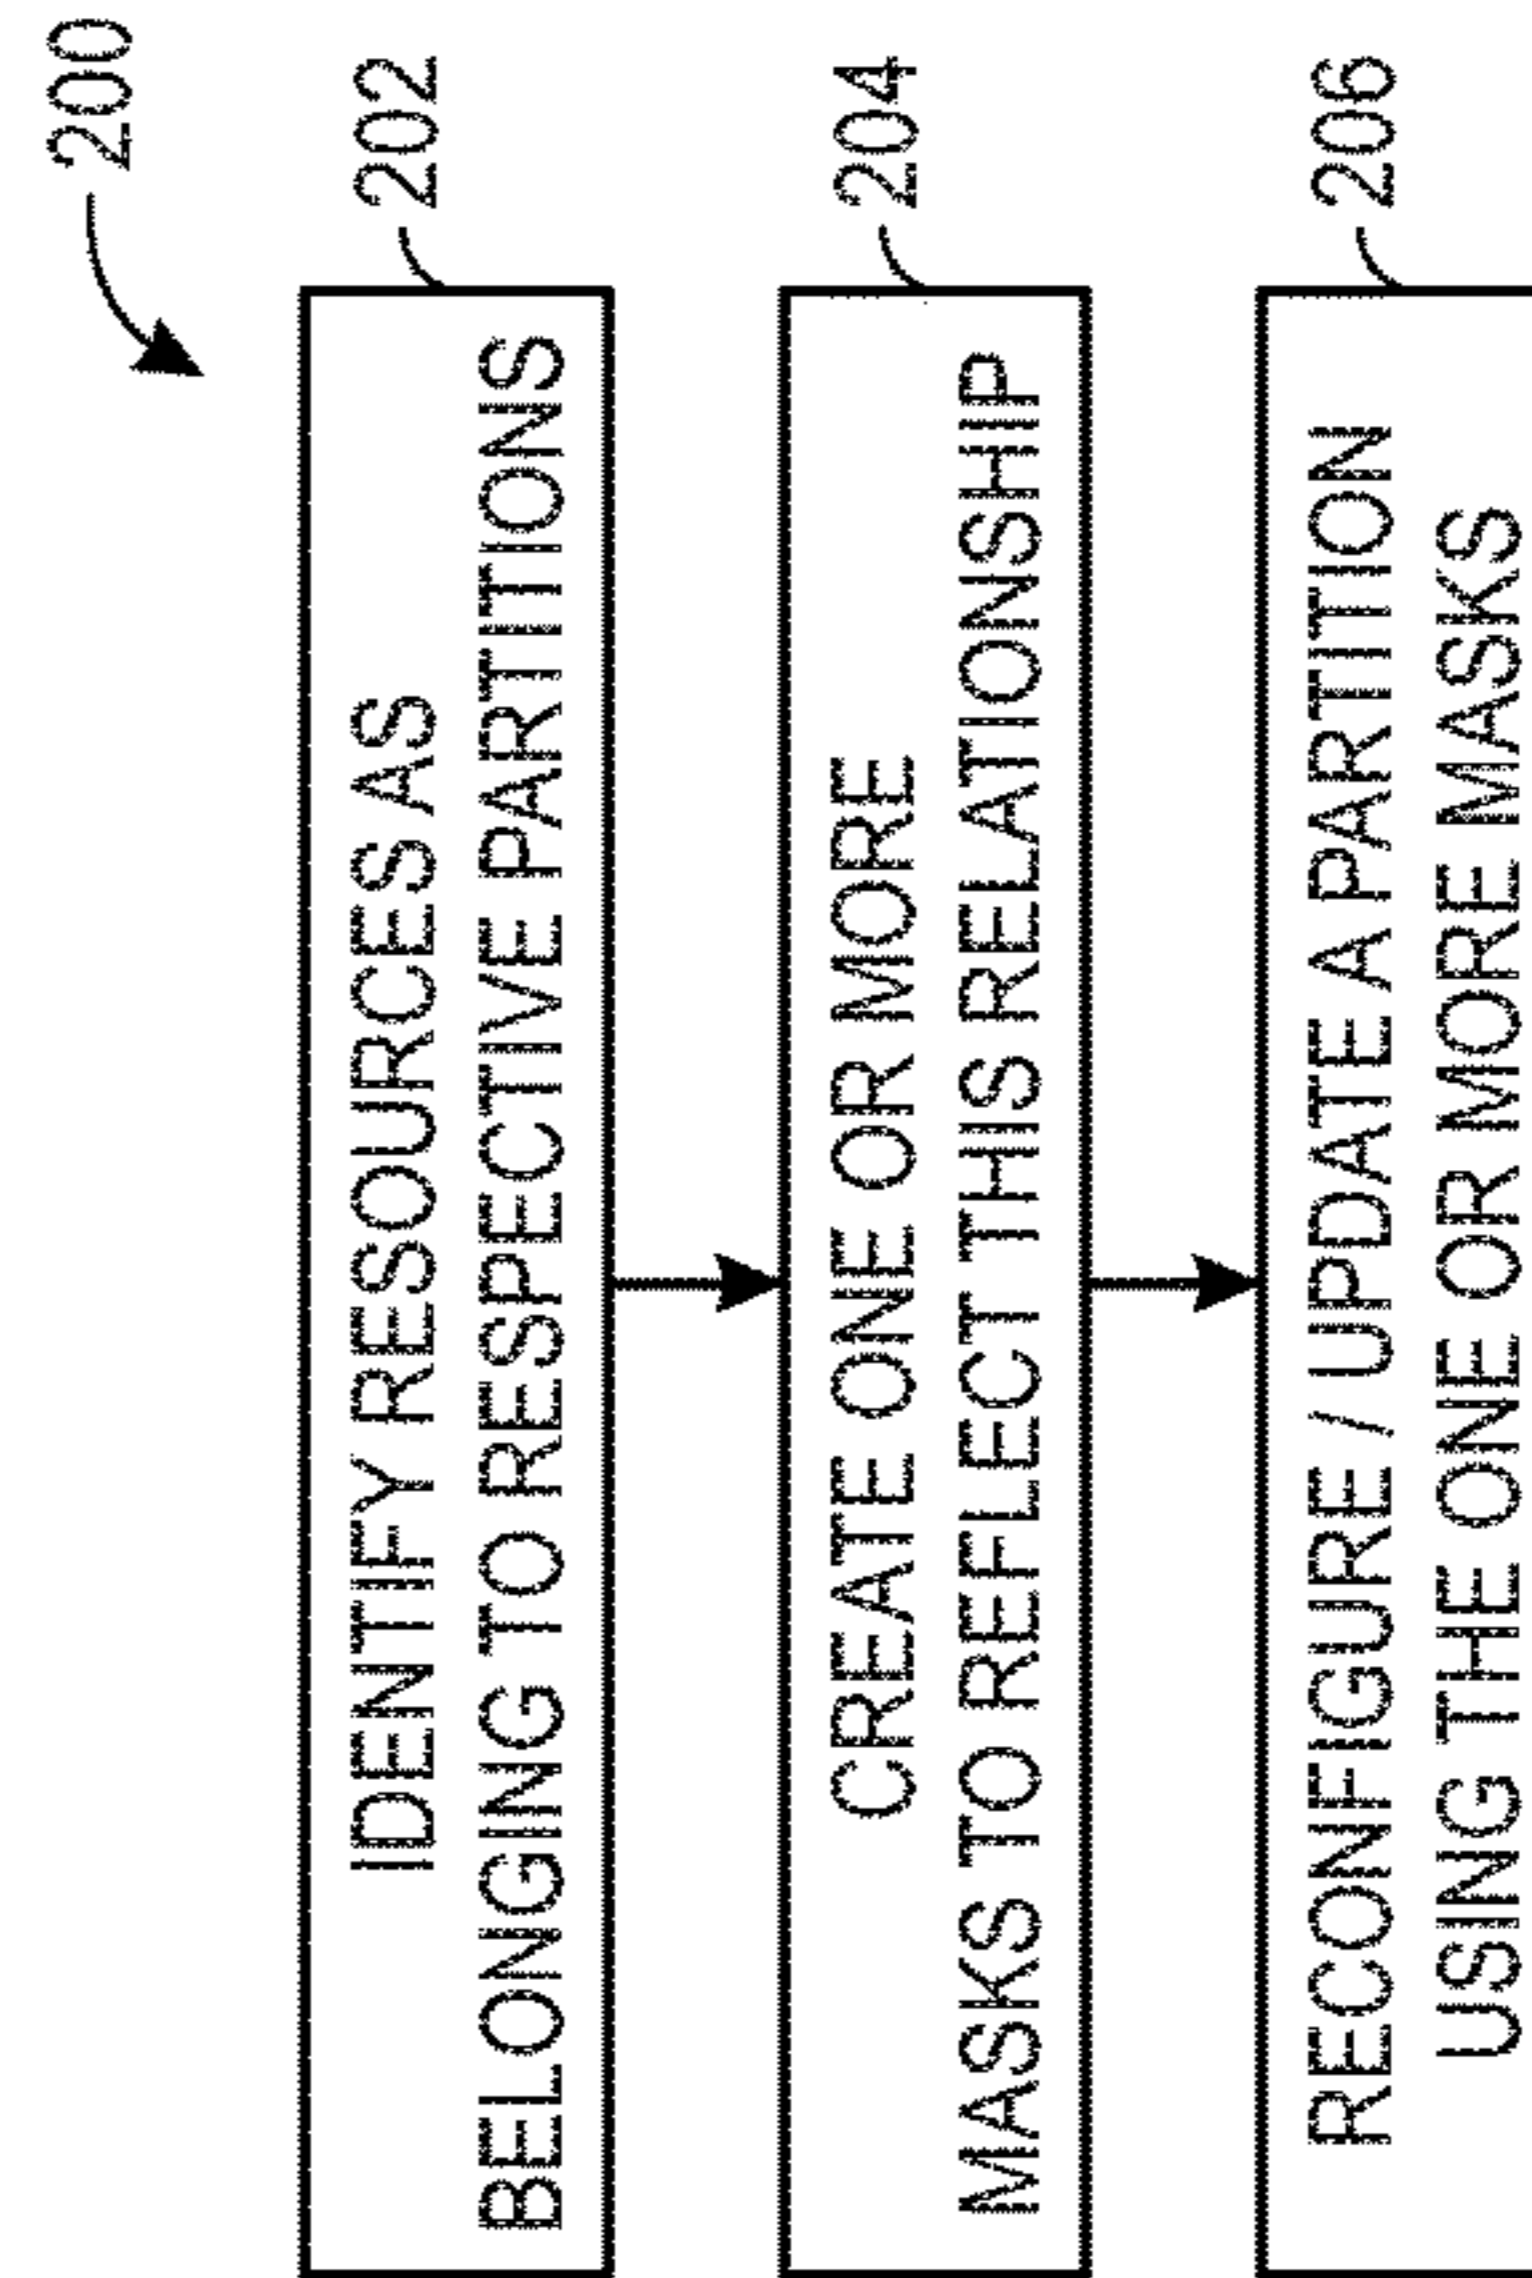 200
202
IDENTIFY RESOURCES AS
BELONGING TO RESPECTIVE PARTITIONS
204
CREATE ONE OR MORE
MASKS TO REFLECT THIS RELATIONSHIP
206
RECONFIGURE / UPDATE A PARTITION
USING THE ONE OR MORE MASKS